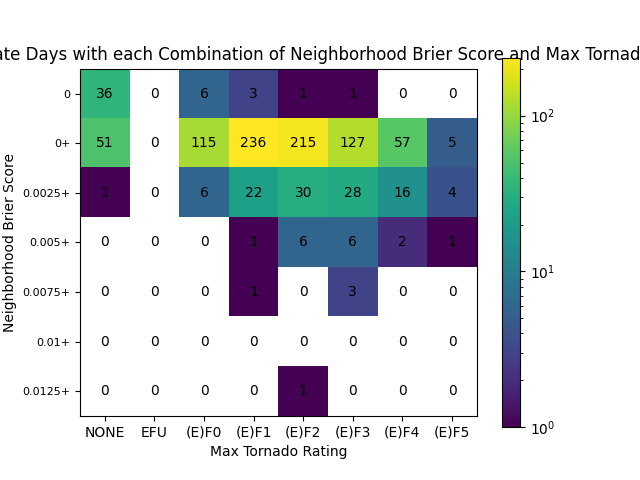 ate Days with each Combination of Neighborhood Brier Score and Max Tornad
0 36 0 6 3 1 1 0 0
0+ 51 0 115 236 215 127 57 5
0.0025+ 1 0 6 22 30 28 16 4
0.005+ 0 0 0 1 6 6 2 1
0.0075+ 0 0 0 1 0 3 0 0
0.01+ 0 0 0 0 0 0 0 0
0.0125+ 0 0 0 0 1 0 0 0
NONE EFU (E)F0 (E)F1 (E)F2 (E)F3 (E)F4 (E)F5
Max Tornado Rating
Neighborhood Brier Score
10²
10¹
10⁰